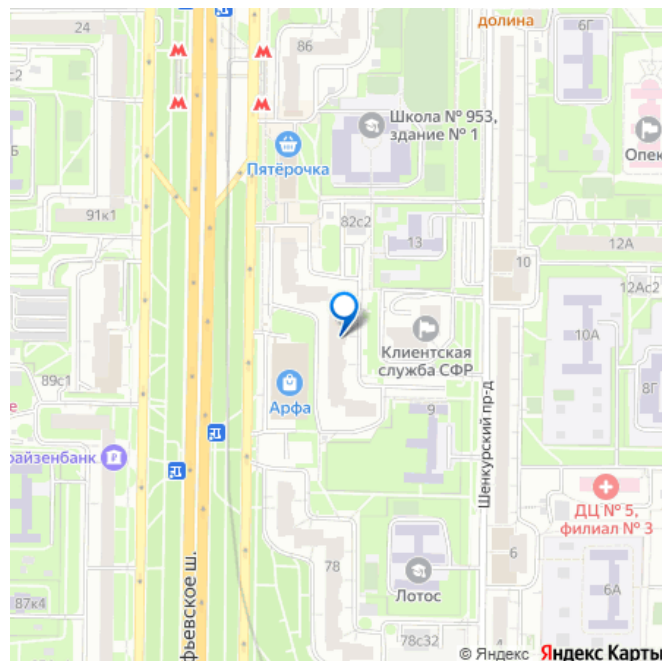 24
86
долина
6Г
с2
М
М
М
М
Школа № 953,
здание № 1
Опек
Пятёрочка
Б
91к1
82с2
13
12А
10
12Ас2
10А
Клиентская
служба СФР
89с1
Арфа
9
8Г
е
райзенбанк
Шенкурский пр-д
ДЦ № 5,
филиал № 3
6
78
Лотос
6А
87к4
фьевское ш.
78с32
4
© Яндекс Яндекс Карты